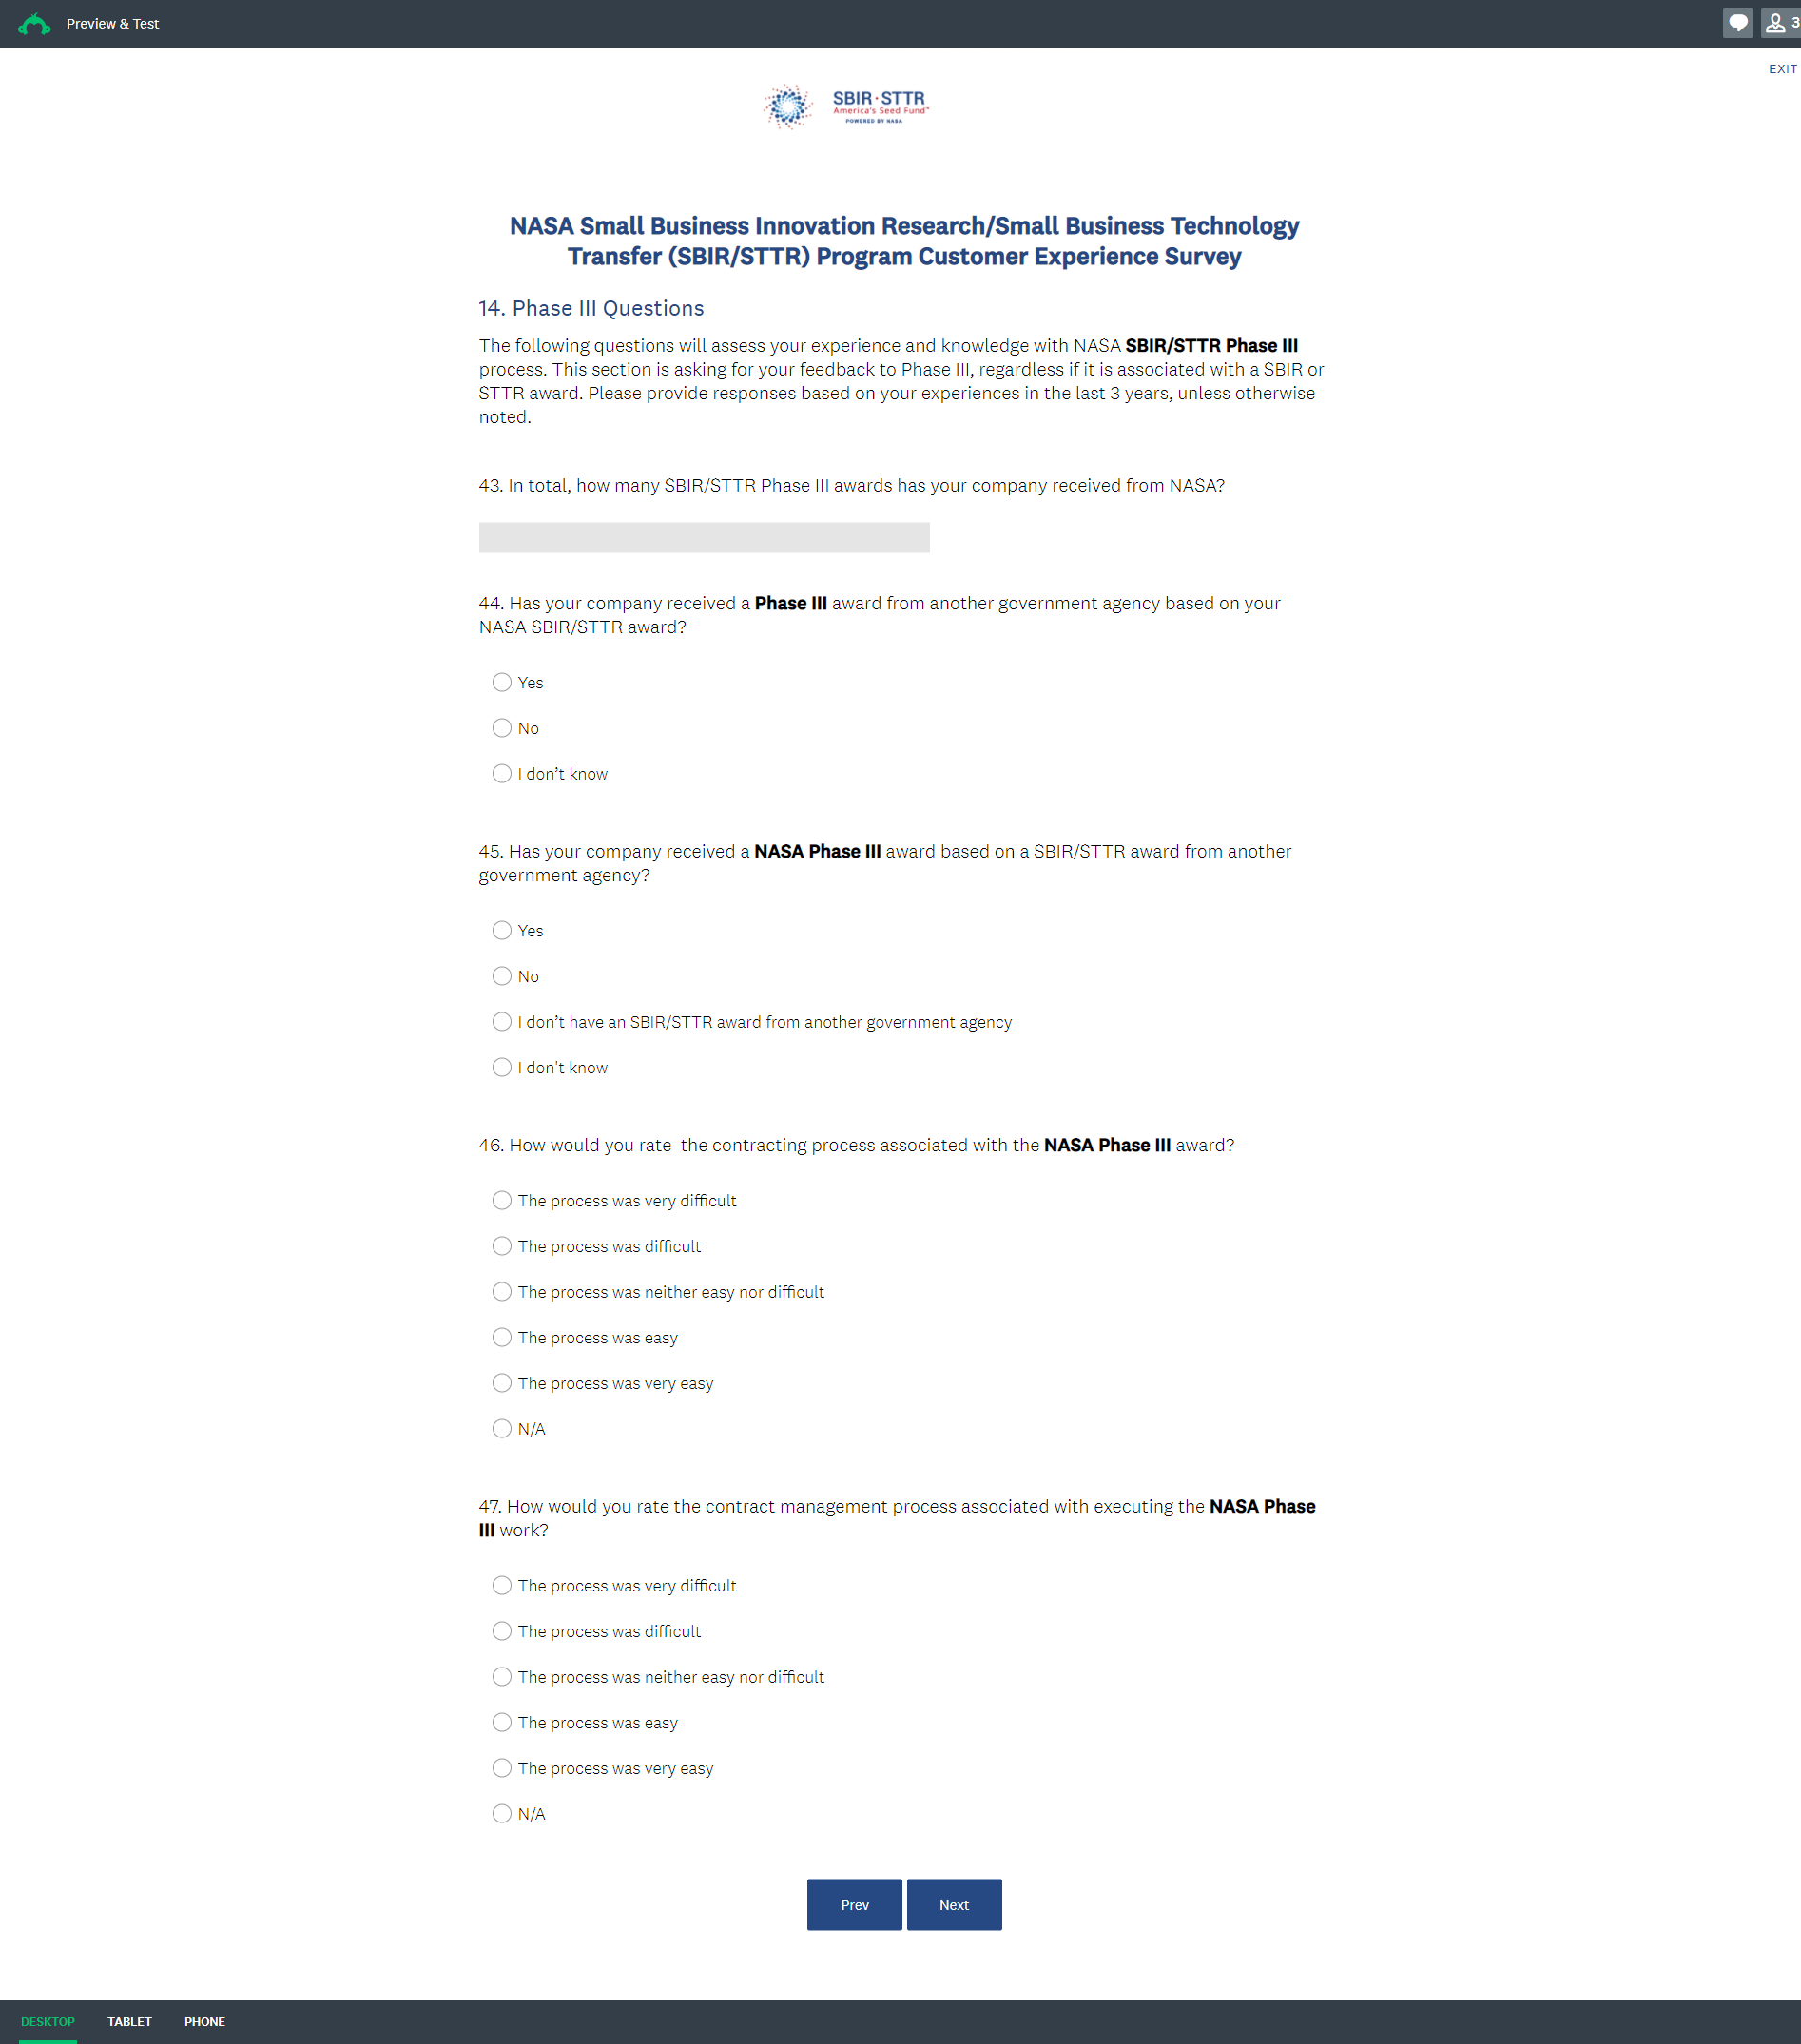 Preview & Test
3
EXIT
SBIR·STTR
America's Seed Fund™
POWERED BY NASA
NASA Small Business Innovation Research/Small Business Technology
Transfer (SBIR/STTR) Program Customer Experience Survey
14. Phase III Questions
The following questions will assess your experience and knowledge with NASA SBIR/STTR Phase III
process. This section is asking for your feedback to Phase III, regardless if it is associated with a SBIR or
STTR award. Please provide responses based on your experiences in the last 3 years, unless otherwise
noted.
43. In total, how many SBIR/STTR Phase III awards has your company received from NASA?
44. Has your company received a Phase III award from another government agency based on your
NASA SBIR/STTR award?
Yes
No
I don’t know
45. Has your company received a NASA Phase III award based on a SBIR/STTR award from another
government agency?
Yes
No
I don’t have an SBIR/STTR award from another government agency
I don't know
46. How would you rate  the contracting process associated with the NASA Phase III award?
The process was very difficult
The process was difficult
The process was neither easy nor difficult
The process was easy
The process was very easy
N/A
47. How would you rate the contract management process associated with executing the NASA Phase
III work?
The process was very difficult
The process was difficult
The process was neither easy nor difficult
The process was easy
The process was very easy
N/A
Prev Next
DESKTOP TABLET PHONE